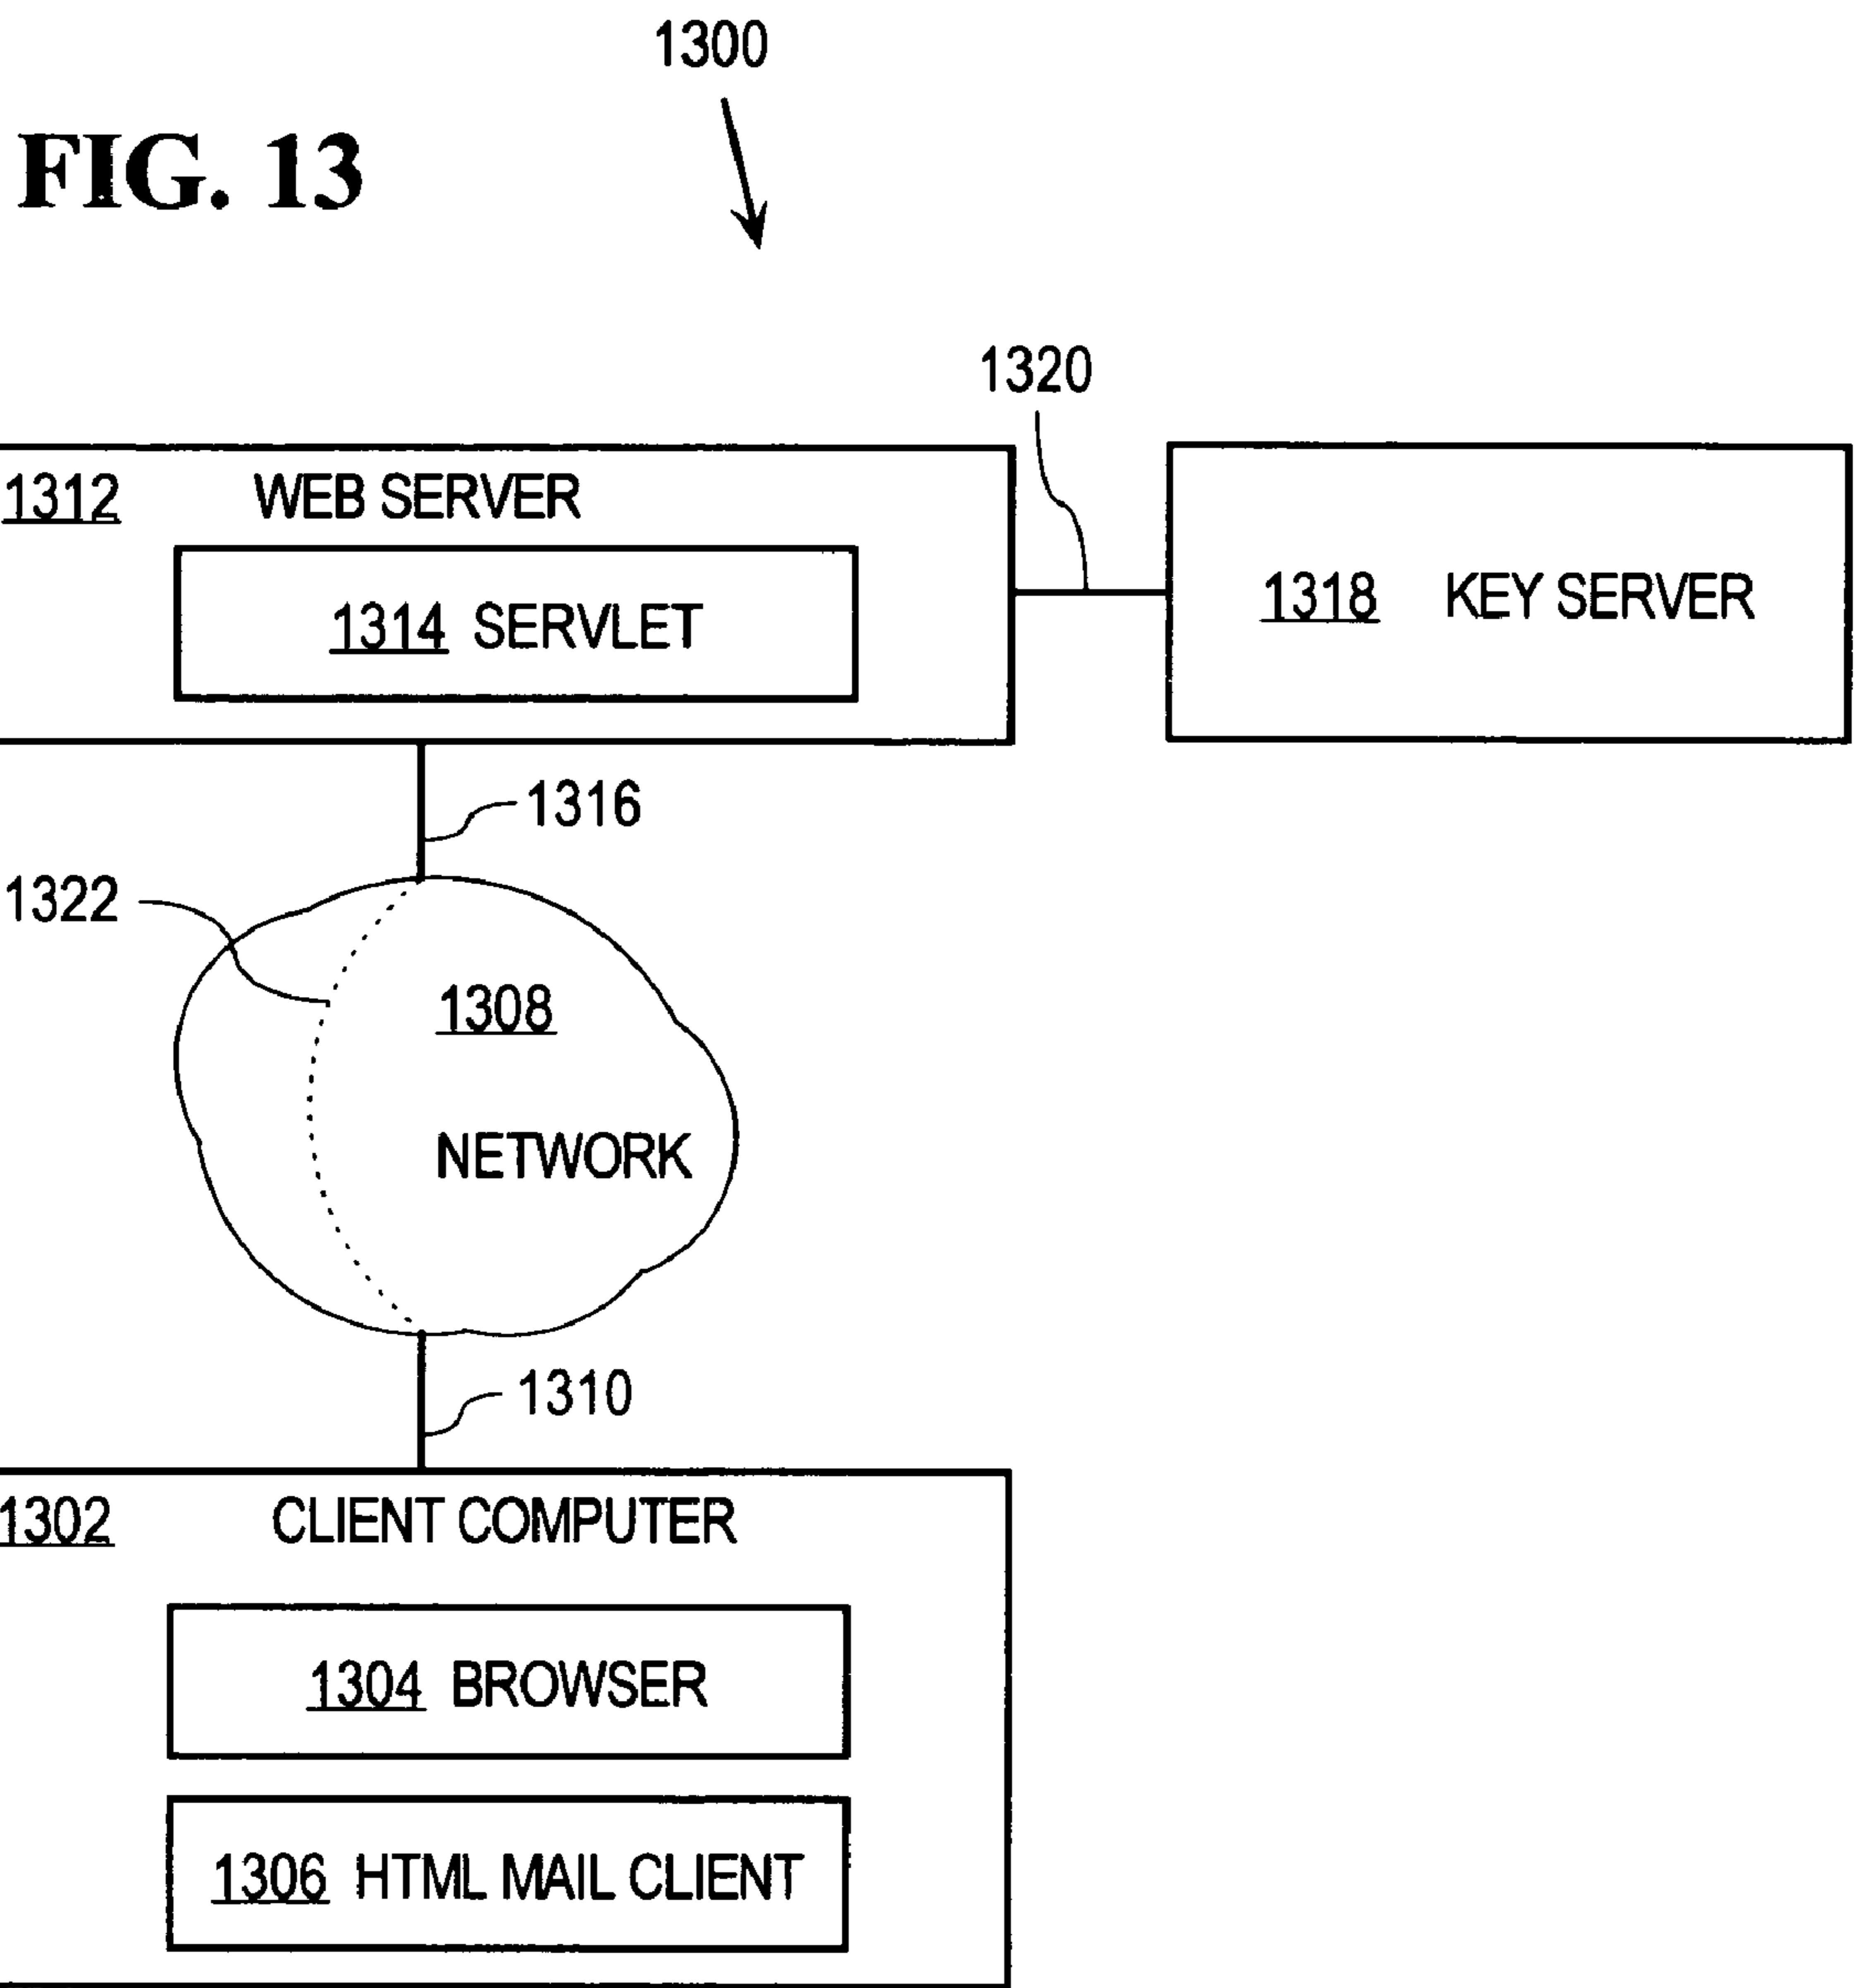 1300
FIG. 13
1320
1312 WEB SERVER
1314 SERVLET
1318 KEY SERVER
1316
1322
1308
NETWORK
1310
1302 CLIENT COMPUTER
1304 BROWSER
1306 HTML MAIL CLIENT